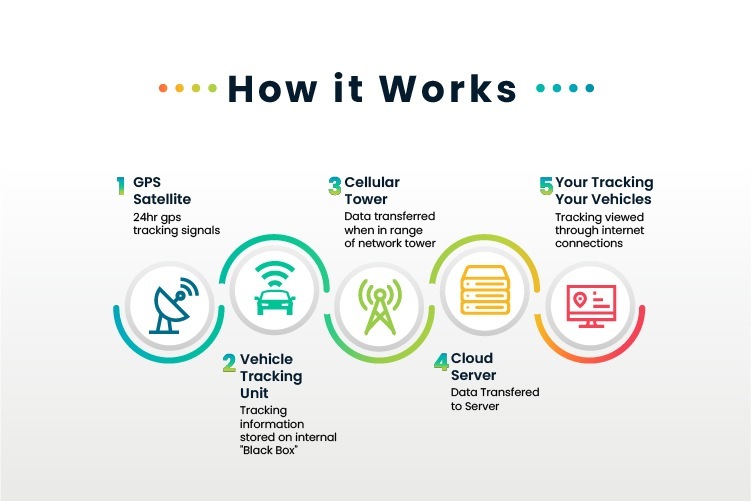 How it Works
1 GPS
Satellite
24hr gps
tracking signals
2 Vehicle
Tracking
Unit
Tracking
information
stored on internal
"Black Box"
3 Cellular
Tower
Data transferred
when in range
of network tower
4 Cloud
Server
Data Transfered
to Server
5 Your Tracking
Your Vehicles
Tracking viewed
through internet
connections